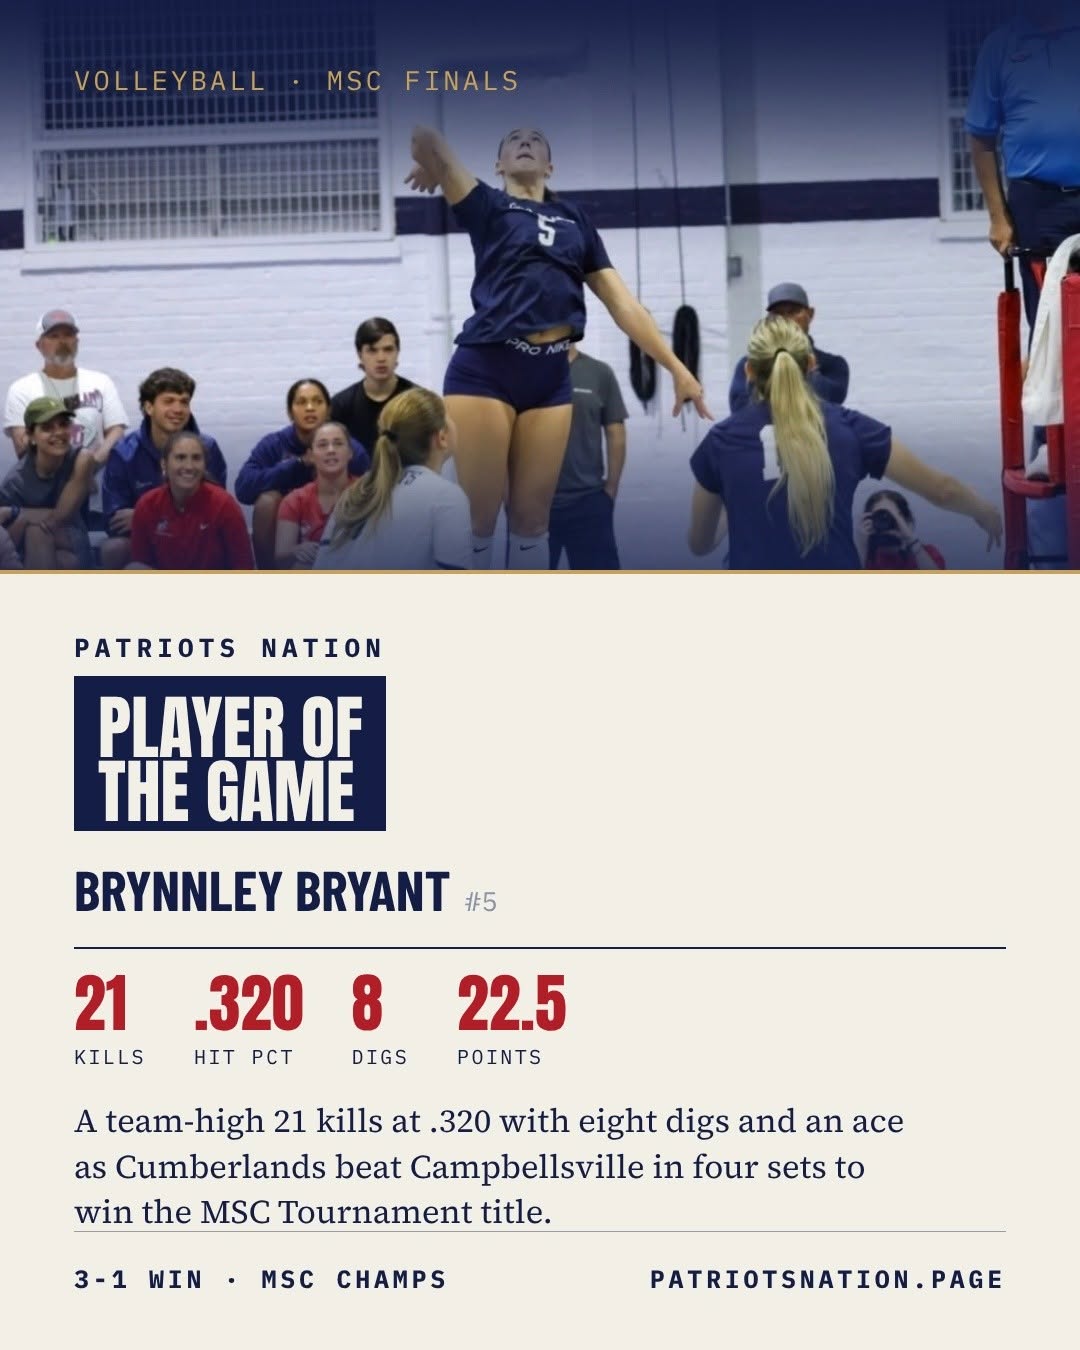 VOLLEYBALL · MSC FINALS
5
PRO NIKE
1
PATRIOTS NATION
PLAYER OF
THE GAME
BRYNNLEY BRYANT #5
21 .320 8 22.5
KILLS HIT PCT DIGS POINTS
A team-high 21 kills at .320 with eight digs and an ace
as Cumberlands beat Campbellsville in four sets to
win the MSC Tournament title.
3-1 WIN · MSC CHAMPS PATRIOTSNATION.PAGE